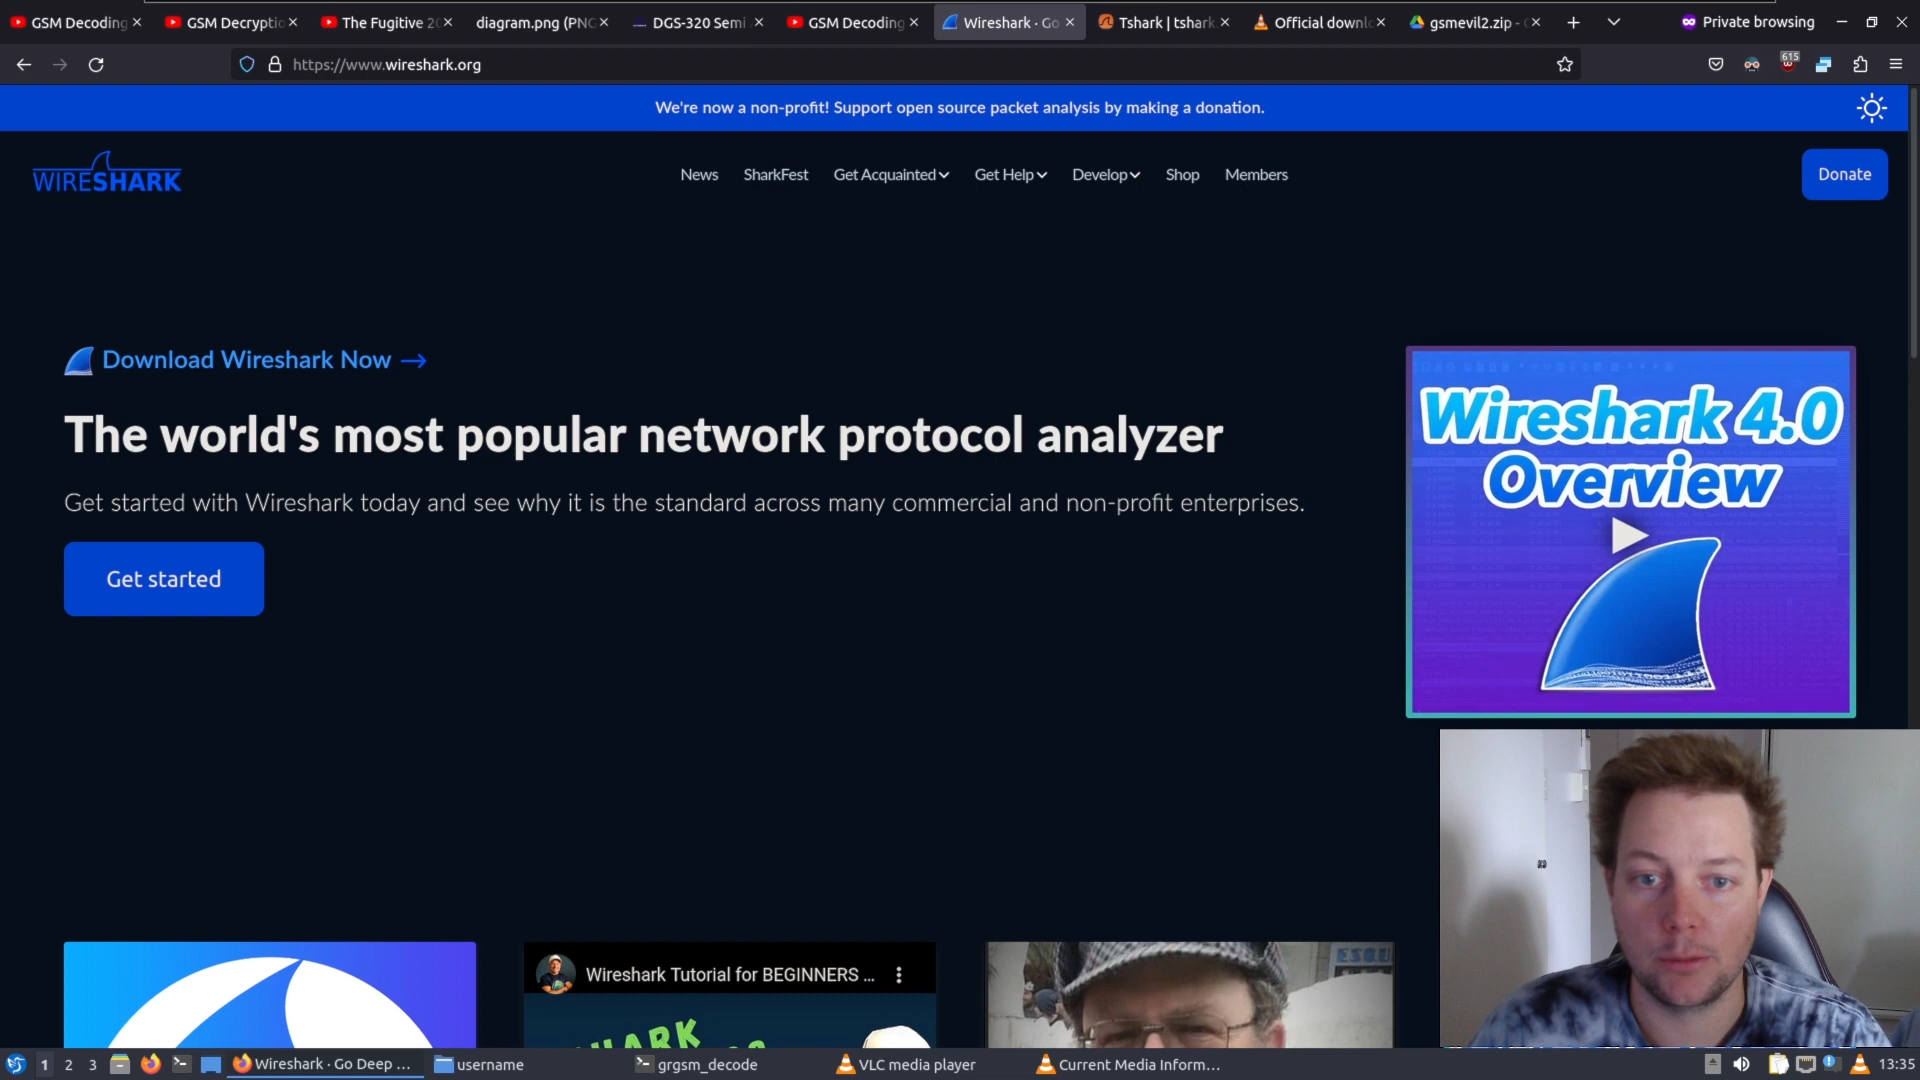 GSM Decoding
GSM Decryptio
The Fugitive 20
diagram.png (PNG
DGS-320 Semi
GSM Decoding
Wireshark · Go
Tshark | tshark
Official downlo
gsmevil2.zip -
Private browsing
https://www.wireshark.org
615
We're now a non-profit! Support open source packet analysis by making a donation.
WIRESHARK
News
SharkFest
Get Acquainted
Get Help
Develop
Shop
Members
Donate
Download Wireshark Now →
The world's most popular network protocol analyzer
Get started with Wireshark today and see why it is the standard across many commercial and non-profit enterprises.
Get started
Wireshark 4.0
Overview
Wireshark Tutorial for BEGINNERS ...
1 2 3
Wireshark · Go Deep ...
username
grgsm_decode
VLC media player
Current Media Inform...
13:35